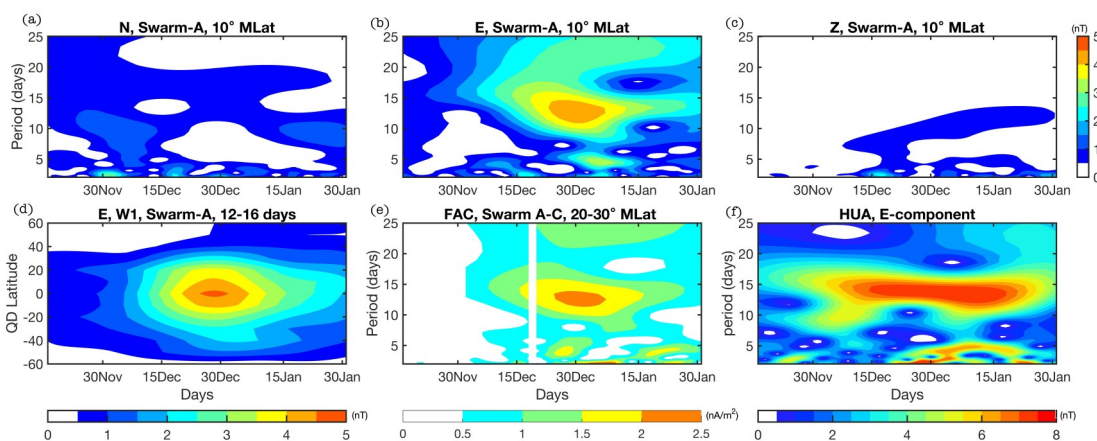 (a) N, Swarm-A, 10° MLat
(b) E, Swarm-A, 10° MLat
(c) Z, Swarm-A, 10° MLat
(nT)
Period (days)
25
20
15
10
5
30Nov 15Dec 30Dec 15Jan 30Jan
25
20
15
10
5
30Nov 15Dec 30Dec 15Jan 30Jan
25
20
15
10
5
30Nov 15Dec 30Dec 15Jan 30Jan
5
4
3
2
1
0
(d) E, W1, Swarm-A, 12-16 days
(e) FAC, Swarm A-C, 20-30° MLat
(f) HUA, E-component
QD Latitude
60
40
20
0
-20
-40
-60
30Nov 15Dec 30Dec 15Jan 30Jan
Days
Period (days)
25
20
15
10
5
30Nov 15Dec 30Dec 15Jan 30Jan
Days
period (days)
25
20
15
10
5
30Nov 15Dec 30Dec 15Jan 30Jan
Days
(nT)
0 1 2 3 4 5
(nA/m²)
0 0.5 1 1.5 2 2.5
(nT)
0 2 4 6 8